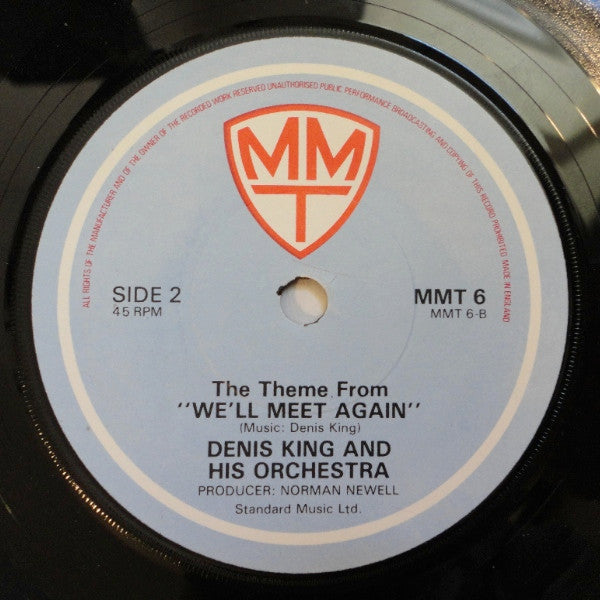 ALL RIGHTS OF THE MANUFACTURER AND OF THE OWNER OF THE RECORDED WORK RESERVED UNAUTHORISED PUBLIC PERFORMANCE BROADCASTING AND COPYING OF THIS RECORD PROHIBITED MADE IN ENGLAND
MM
T
SIDE 2
45 RPM
MMT 6
MMT 6-B
The Theme From
"WE'LL MEET AGAIN"
(Music: Denis King)
DENIS KING AND
HIS ORCHESTRA
PRODUCER: NORMAN NEWELL
Standard Music Ltd.